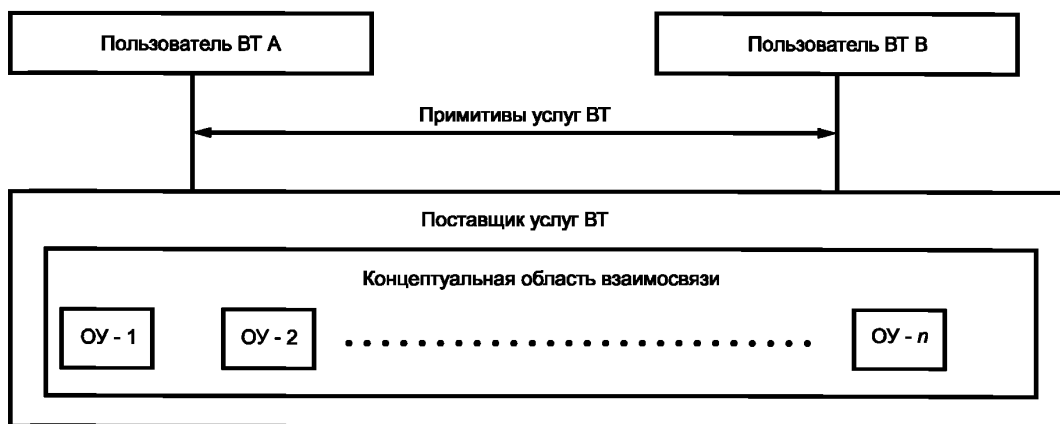 Пользователь ВТ А
Пользователь ВТ В
Примитивы услуг ВТ
Поставщик услуг ВТ
Концептуальная область взаимосвязи
ОУ - 1
ОУ - 2
ОУ - n